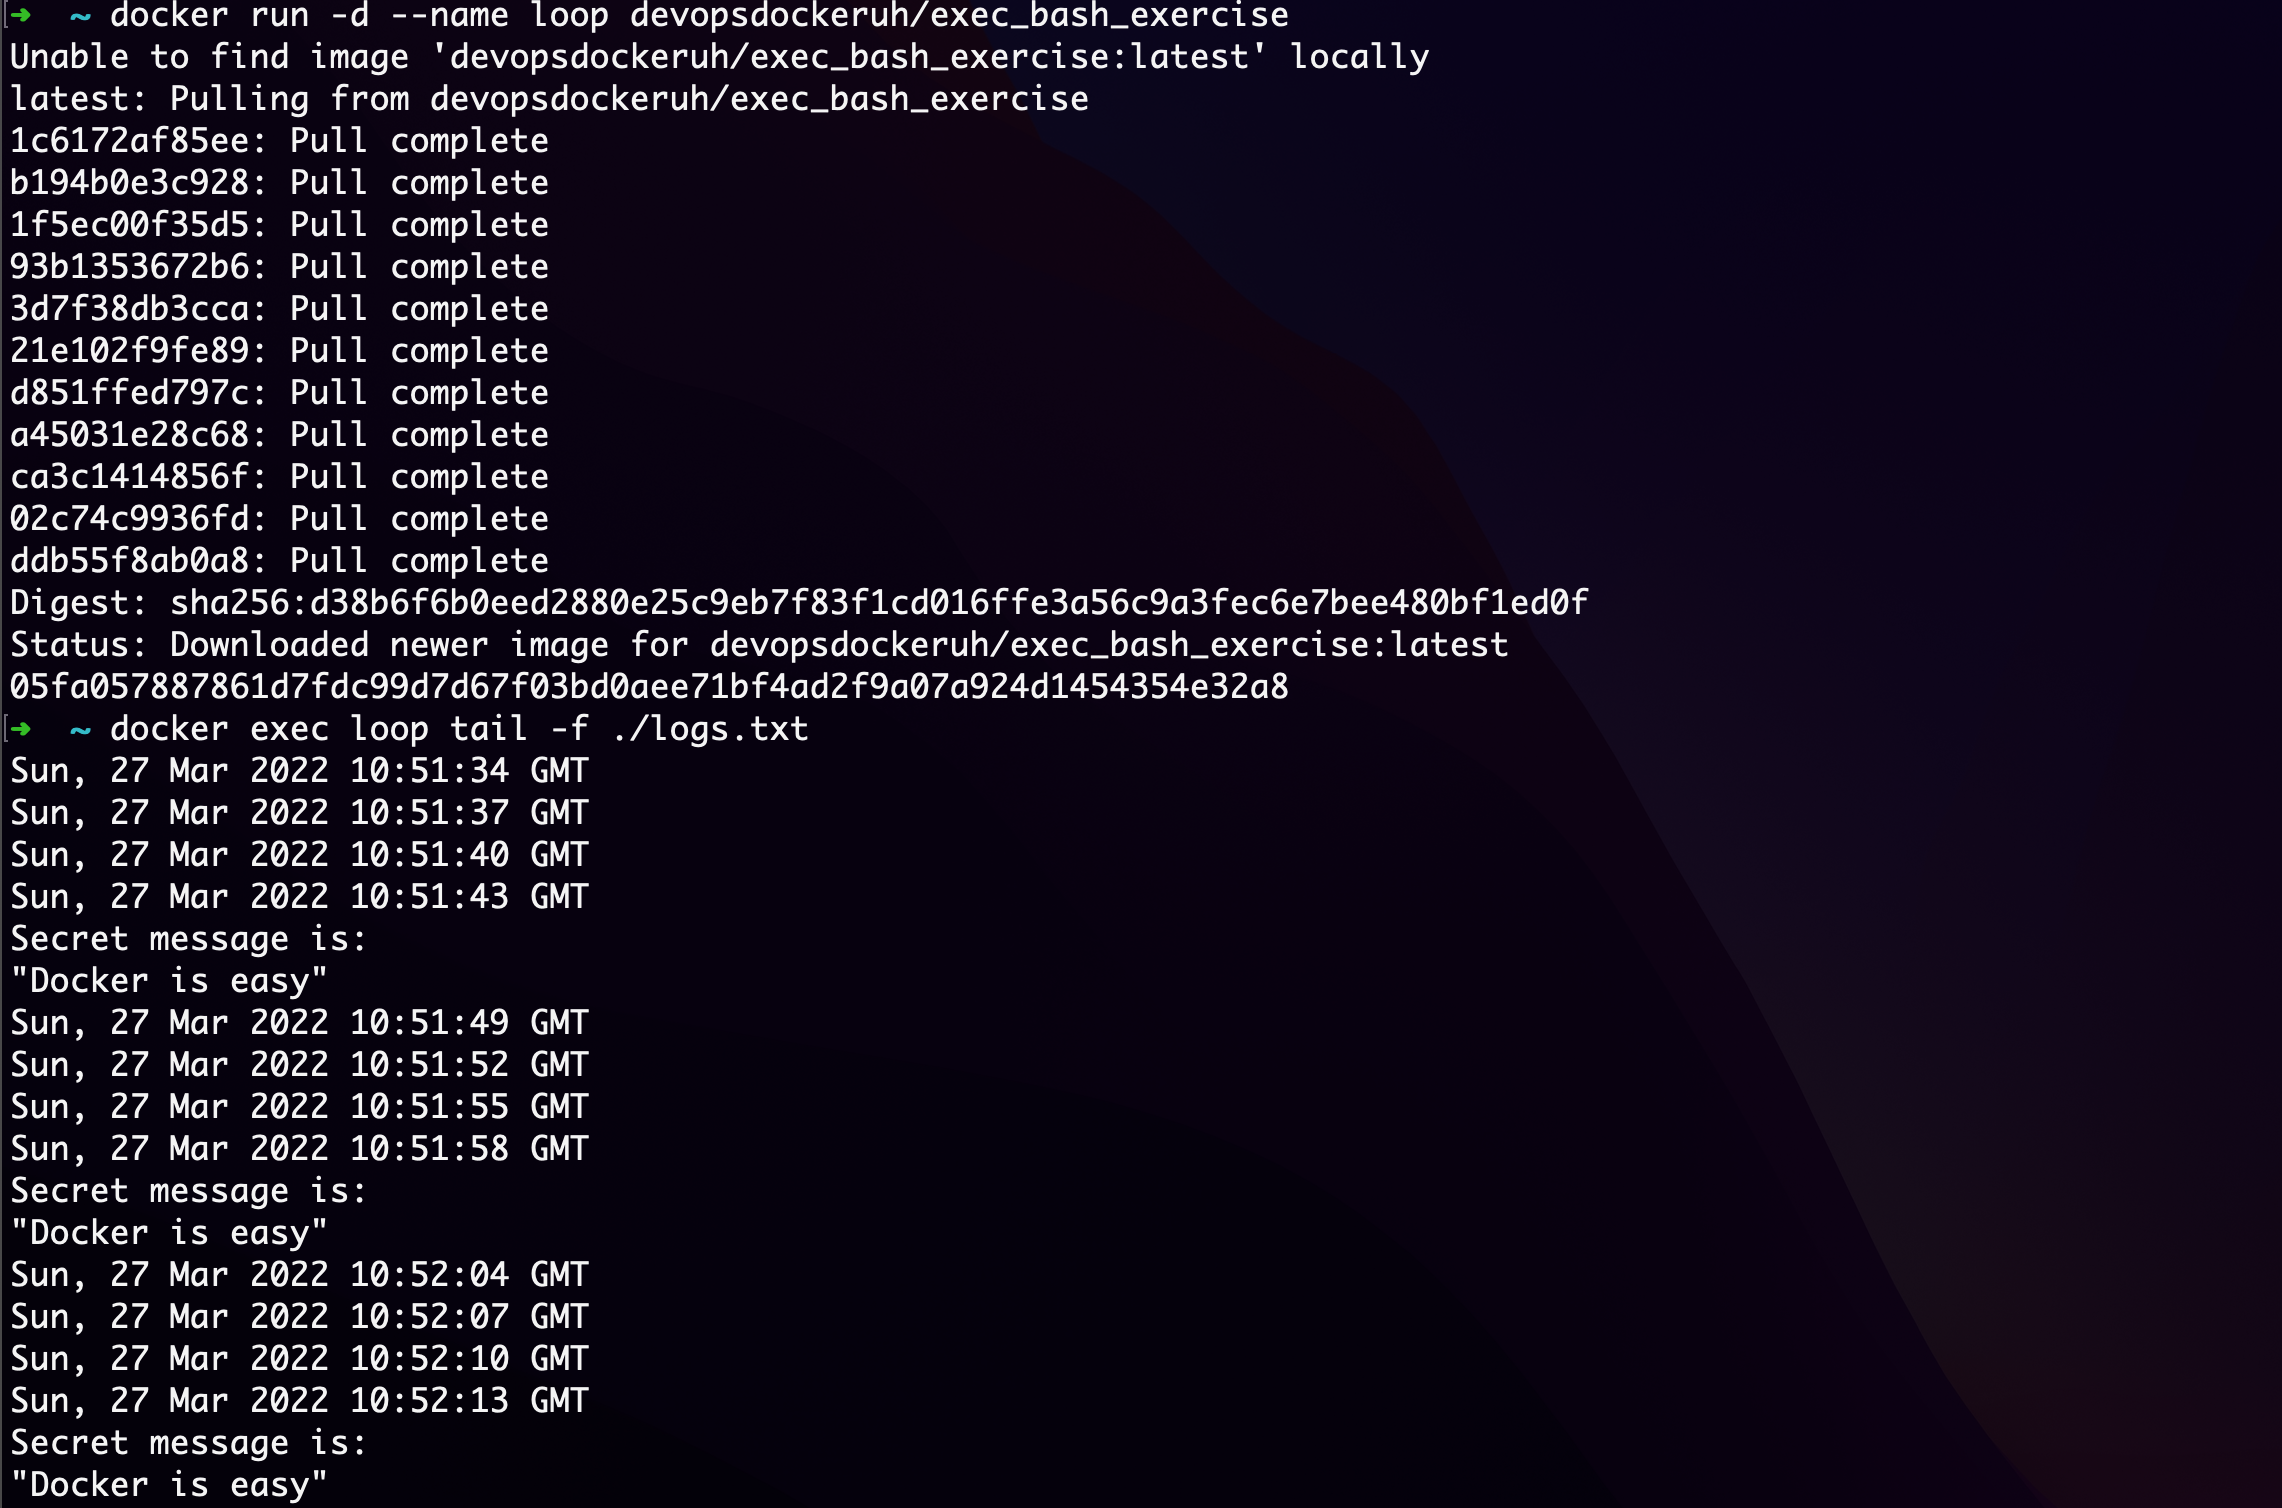 ➜  ~ docker run -d --name loop devopsdockeruh/exec_bash_exercise
Unable to find image 'devopsdockeruh/exec_bash_exercise:latest' locally
latest: Pulling from devopsdockeruh/exec_bash_exercise
1c6172af85ee: Pull complete
b194b0e3c928: Pull complete
1f5ec00f35d5: Pull complete
93b1353672b6: Pull complete
3d7f38db3cca: Pull complete
21e102f9fe89: Pull complete
d851ffed797c: Pull complete
a45031e28c68: Pull complete
ca3c1414856f: Pull complete
02c74c9936fd: Pull complete
ddb55f8ab0a8: Pull complete
Digest: sha256:d38b6f6b0eed2880e25c9eb7f83f1cd016ffe3a56c9a3fec6e7bee480bf1ed0f
Status: Downloaded newer image for devopsdockeruh/exec_bash_exercise:latest
05fa057887861d7fdc99d7d67f03bd0aee71bf4ad2f9a07a924d1454354e32a8
➜  ~ docker exec loop tail -f ./logs.txt
Sun, 27 Mar 2022 10:51:34 GMT
Sun, 27 Mar 2022 10:51:37 GMT
Sun, 27 Mar 2022 10:51:40 GMT
Sun, 27 Mar 2022 10:51:43 GMT
Secret message is:
"Docker is easy"
Sun, 27 Mar 2022 10:51:49 GMT
Sun, 27 Mar 2022 10:51:52 GMT
Sun, 27 Mar 2022 10:51:55 GMT
Sun, 27 Mar 2022 10:51:58 GMT
Secret message is:
"Docker is easy"
Sun, 27 Mar 2022 10:52:04 GMT
Sun, 27 Mar 2022 10:52:07 GMT
Sun, 27 Mar 2022 10:52:10 GMT
Sun, 27 Mar 2022 10:52:13 GMT
Secret message is:
"Docker is easy"